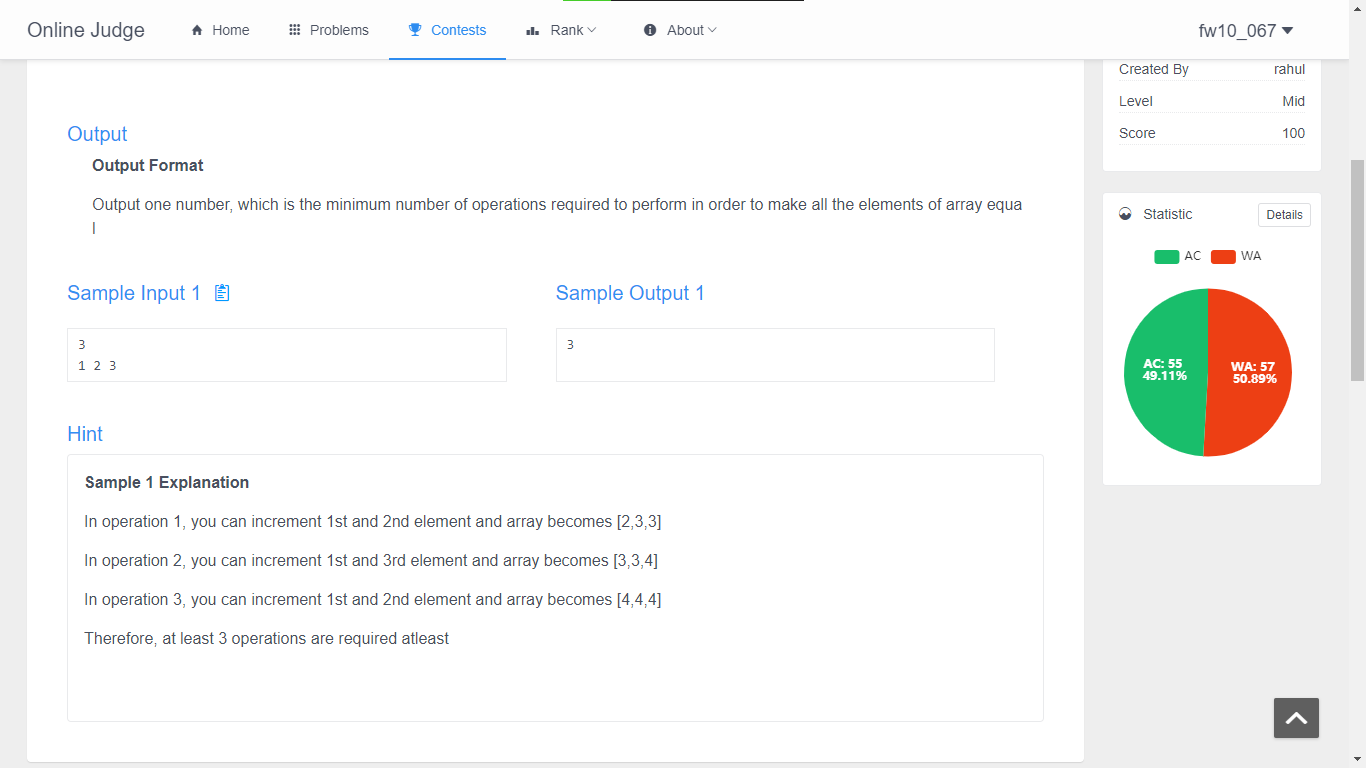 Online Judge
Home
Problems
Contests
Rank
About
fw10_067
Created By rahul
Level Mid
Score 100
Output
Output Format
Output one number, which is the minimum number of operations required to perform in order to make all the elements of array equa
l
Statistic
Details
AC WA
AC: 55
49.11%
WA: 57
50.89%
Sample Input 1
3
1 2 3
Sample Output 1
3
Hint
Sample 1 Explanation
In operation 1, you can increment 1st and 2nd element and array becomes [2,3,3]
In operation 2, you can increment 1st and 3rd element and array becomes [3,3,4]
In operation 3, you can increment 1st and 2nd element and array becomes [4,4,4]
Therefore, at least 3 operations are required atleast